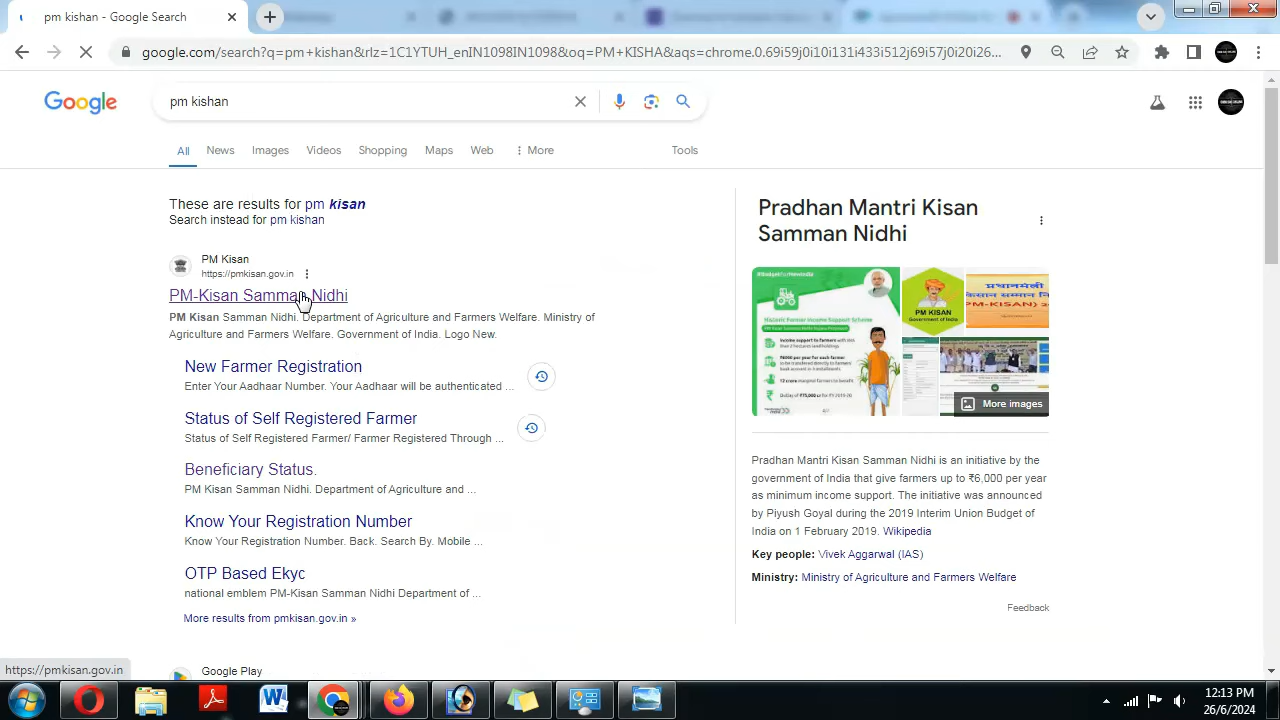 pm kishan - Google Search
google.com/search?q=pm+kishan&rlz=1C1YTUH_enIN1098IN1098&oq=PM+KISHA&aqs=chrome.0.69i59j0i10i131i433i512j69i57j0l20i26...
Google
pm kishan
All
News
Images
Videos
Shopping
Maps
Web
More
Tools
These are results for pm kisan
Search instead for pm kishan
PM Kisan
https://pmkisan.gov.in
PM-Kisan Samman Nidhi
PM Kisan Samman Nidhi. Department of Agriculture and Farmers Welfare. Ministry of
Agriculture and Farmers Welfare. Government of India. Logo New.
New Farmer Registration
Enter Your Aadhaar Number. Your Aadhaar will be authenticated ...
Status of Self Registered Farmer
Status of Self Registered Farmer/ Farmer Registered Through ...
Beneficiary Status.
PM Kisan Samman Nidhi. Department of Agriculture and ...
Know Your Registration Number
Know Your Registration Number. Back. Search By. Mobile ...
OTP Based Ekyc
national emblem PM-Kisan Samman Nidhi Department of ...
More results from pmkisan.gov.in »
Google Play
Pradhan Mantri Kisan
Samman Nidhi
#BudgetForNewIndia
PM KISAN
Government of India
प्रधानमंत्री
More images
Pradhan Mantri Kisan Samman Nidhi is an initiative by the
government of India that give farmers up to ₹6,000 per year
as minimum income support. The initiative was announced
by Piyush Goyal during the 2019 Interim Union Budget of
India on 1 February 2019. Wikipedia
Key people: Vivek Aggarwal (IAS)
Ministry: Ministry of Agriculture and Farmers Welfare
Feedback
https://pmkisan.gov.in
12:13 PM
26/6/2024